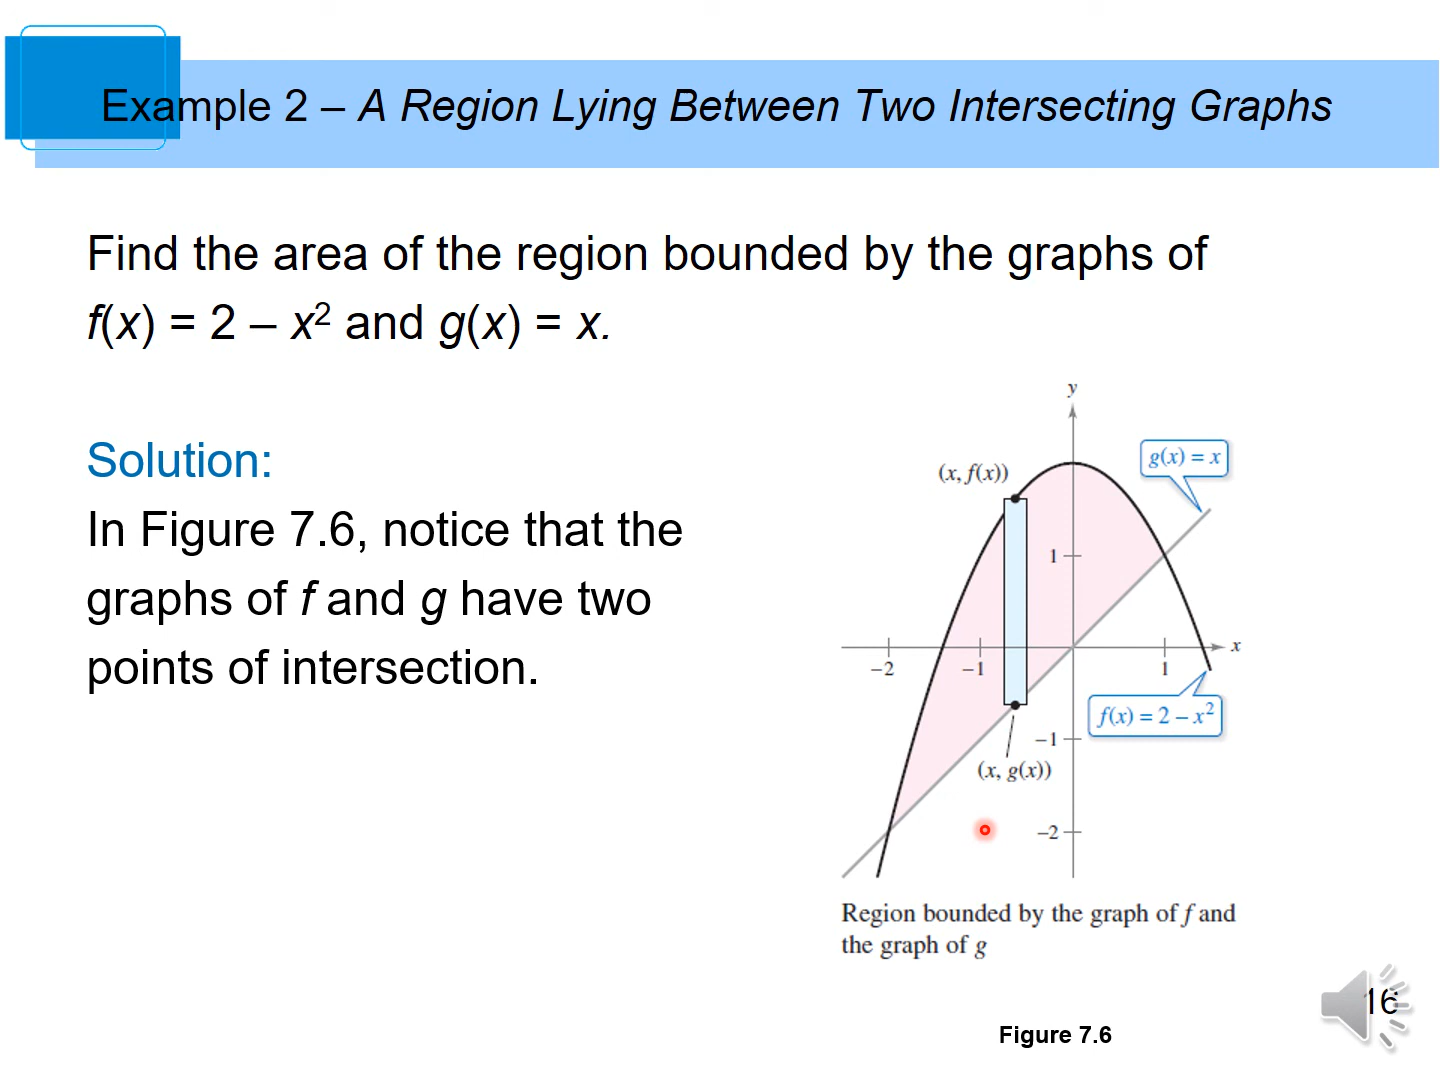 Example 2 – A Region Lying Between Two Intersecting Graphs
Find the area of the region bounded by the graphs of
f(x) = 2 – x² and g(x) = x.
Solution:
In Figure 7.6, notice that the
graphs of f and g have two
points of intersection.
y
(x, f(x))
g(x) = x
1
x
−2
−1
1
f(x) = 2 − x²
−1
(x, g(x))
−2
Region bounded by the graph of f and
the graph of g
16
Figure 7.6